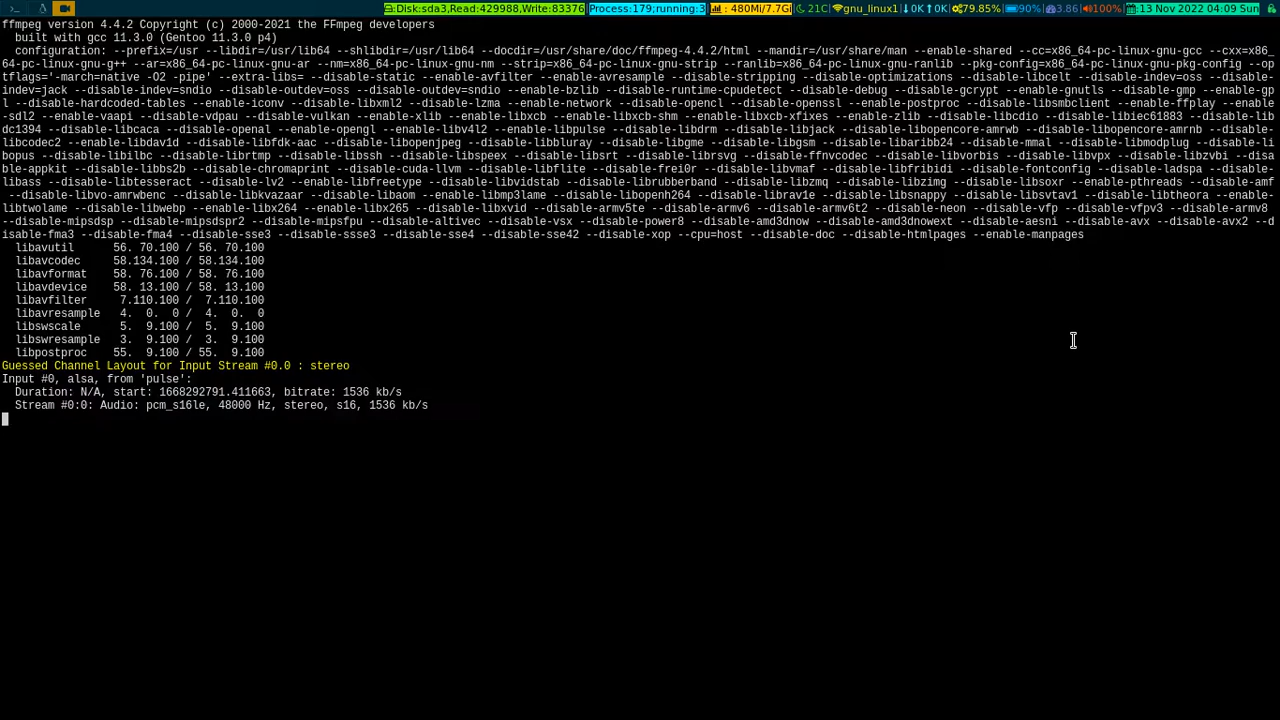 >_ Disk:sda3,Read:429988,Write:83376 Process:179,running:3 : 480Mi/7.7Gi 21C gnu_linux1 0K 0K 79.85% 90% 3.86 100% :13 Nov 2022 04:09 Sun
ffmpeg version 4.4.2 Copyright (c) 2000-2021 the FFmpeg developers
built with gcc 11.3.0 (Gentoo 11.3.0 p4)
configuration: --prefix=/usr --libdir=/usr/lib64 --shlibdir=/usr/lib64 --docdir=/usr/share/doc/ffmpeg-4.4.2/html --mandir=/usr/share/man --enable-shared --cc=x86_64-pc-linux-gnu-gcc --cxx=x86_
64-pc-linux-gnu-g++ --ar=x86_64-pc-linux-gnu-ar --nm=x86_64-pc-linux-gnu-nm --strip=x86_64-pc-linux-gnu-strip --ranlib=x86_64-pc-linux-gnu-ranlib --pkg-config=x86_64-pc-linux-gnu-pkg-config --op
tflags='-march=native -O2 -pipe' --extra-libs= --disable-static --enable-avfilter --enable-avresample --disable-stripping --disable-optimizations --disable-libcelt --disable-indev=oss --disable-
indev=jack --disable-indev=sndio --disable-outdev=oss --disable-outdev=sndio --enable-bzlib --disable-runtime-cpudetect --disable-debug --disable-gcrypt --enable-gnutls --disable-gmp --enable-gp
l --disable-hardcoded-tables --enable-iconv --disable-libxml2 --disable-lzma --enable-network --disable-opencl --disable-openssl --enable-postproc --disable-libsmbclient --enable-ffplay --enable
-sdl2 --enable-vaapi --disable-vdpau --disable-vulkan --enable-xlib --enable-libxcb --enable-libxcb-shm --enable-libxcb-xfixes --enable-zlib --disable-libcdio --disable-libiec61883 --disable-lib
dc1394 --disable-libcaca --disable-openal --enable-opengl --enable-libv4l2 --enable-libpulse --disable-libdrm --disable-libjack --disable-libopencore-amrwb --disable-libopencore-amrnb --disable-
libcodec2 --enable-libdav1d --disable-libfdk-aac --disable-libopenjpeg --disable-libbluray --disable-libgme --disable-libgsm --disable-libaribb24 --disable-mmal --disable-libmodplug --disable-li
bopus --disable-libilbc --disable-librtmp --disable-libssh --disable-libspeex --disable-libsrt --disable-librsvg --disable-ffnvcodec --disable-libvorbis --disable-libvpx --disable-libzvbi --disa
ble-appkit --disable-libbs2b --disable-chromaprint --disable-cuda-llvm --disable-libflite --disable-frei0r --disable-libvmaf --disable-libfribidi --disable-fontconfig --disable-ladspa --disable-
libass --disable-libtesseract --disable-lv2 --enable-libfreetype --disable-libvidstab --disable-librubberband --disable-libzmq --disable-libzimg --disable-libsoxr --enable-pthreads --disable-amf
--disable-libvo-amrwbenc --disable-libkvazaar --disable-libaom --enable-libmp3lame --disable-libopenh264 --disable-librav1e --disable-libsnappy --disable-libsvtav1 --enable-libtheora --enable-
libtwolame --disable-libwebp --enable-libx264 --enable-libx265 --disable-libxvid --disable-armv5te --disable-armv6 --disable-armv6t2 --disable-neon --disable-vfp --disable-vfpv3 --disable-armv8
--disable-mipsdsp --disable-mipsdspr2 --disable-mipsfpu --disable-altivec --disable-vsx --disable-power8 --disable-amd3dnow --disable-amd3dnowext --disable-aesni --disable-avx --disable-avx2 --d
isable-fma3 --disable-fma4 --disable-sse3 --disable-ssse3 --disable-sse4 --disable-sse42 --disable-xop --cpu=host --disable-doc --disable-htmlpages --enable-manpages
libavutil 56. 70.100 / 56. 70.100
libavcodec 58.134.100 / 58.134.100
libavformat 58. 76.100 / 58. 76.100
libavdevice 58. 13.100 / 58. 13.100
libavfilter 7.110.100 / 7.110.100
libavresample 4. 0. 0 / 4. 0. 0
libswscale 5. 9.100 / 5. 9.100
libswresample 3. 9.100 / 3. 9.100
libpostproc 55. 9.100 / 55. 9.100
Guessed Channel Layout for Input Stream #0.0 : stereo
Input #0, alsa, from 'pulse':
Duration: N/A, start: 1668292791.411663, bitrate: 1536 kb/s
Stream #0:0: Audio: pcm_s16le, 48000 Hz, stereo, s16, 1536 kb/s